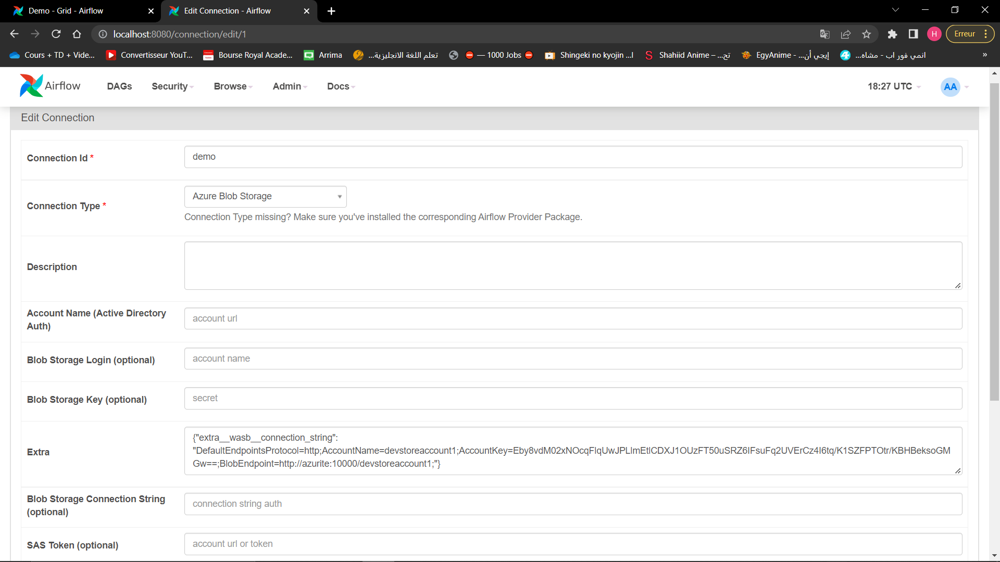 Demo - Grid - Airflow
Edit Connection - Airflow
localhost:8080/connection/edit/1
H
Erreur
Cours + TD + Vide...
Convertisseur YouT...
Bourse Royal Acade...
Arrima
تعلم اللغة الانجليزية...
— 1000 Jobs
Shingeki no kyojin ...l
Shahiid Anime – ...تح
EgyAnime - ...إيجي أن
انمي فور اب - مشاه...
»
Airflow
DAGs
Security
Browse
Admin
Docs
18:27 UTC
AA
Edit Connection
Connection Id *
demo
Connection Type *
Azure Blob Storage
Connection Type missing? Make sure you've installed the corresponding Airflow Provider Package.
Description
Account Name (Active Directory
Auth)
account url
Blob Storage Login (optional)
account name
Blob Storage Key (optional)
secret
Extra
{"extra__wasb__connection_string":
"DefaultEndpointsProtocol=http;AccountName=devstoreaccount1;AccountKey=Eby8vdM02xNOcqFlqUwJPLlmEtlCDXJ1OUzFT50uSRZ6IFsuFq2UVErCz4I6tq/K1SZFPTOtr/KBHBeksoGM
Gw==;BlobEndpoint=http://azurite:10000/devstoreaccount1;"}
Blob Storage Connection String
(optional)
connection string auth
SAS Token (optional)
account url or token